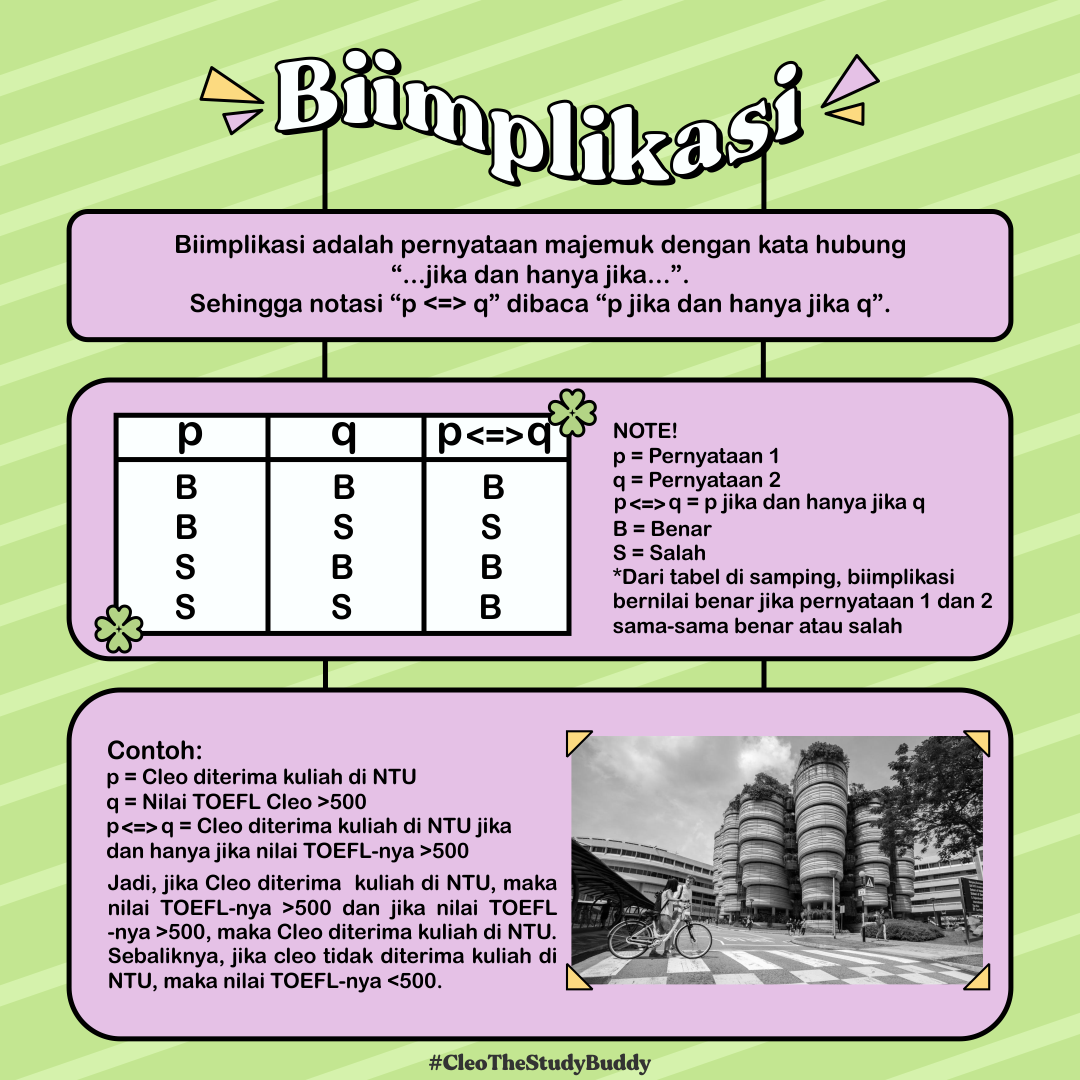 Biimplikasi
Biimplikasi adalah pernyataan majemuk dengan kata hubung
“...jika dan hanya jika...”.
Sehingga notasi “p <=> q” dibaca “p jika dan hanya jika q”.
p q p<=>q
B B B
B S S
S B B
S S B
NOTE!
p = Pernyataan 1
q = Pernyataan 2
p<=>q = p jika dan hanya jika q
B = Benar
S = Salah
*Dari tabel di samping, biimplikasi
bernilai benar jika pernyataan 1 dan 2
sama-sama benar atau salah
Contoh:
p = Cleo diterima kuliah di NTU
q = Nilai TOEFL Cleo >500
p<=>q = Cleo diterima kuliah di NTU jika
dan hanya jika nilai TOEFL-nya >500
Jadi, jika Cleo diterima kuliah di NTU, maka
nilai TOEFL-nya >500 dan jika nilai TOEFL
-nya >500, maka Cleo diterima kuliah di NTU.
Sebaliknya, jika cleo tidak diterima kuliah di
NTU, maka nilai TOEFL-nya <500.
#CleoTheStudyBuddy